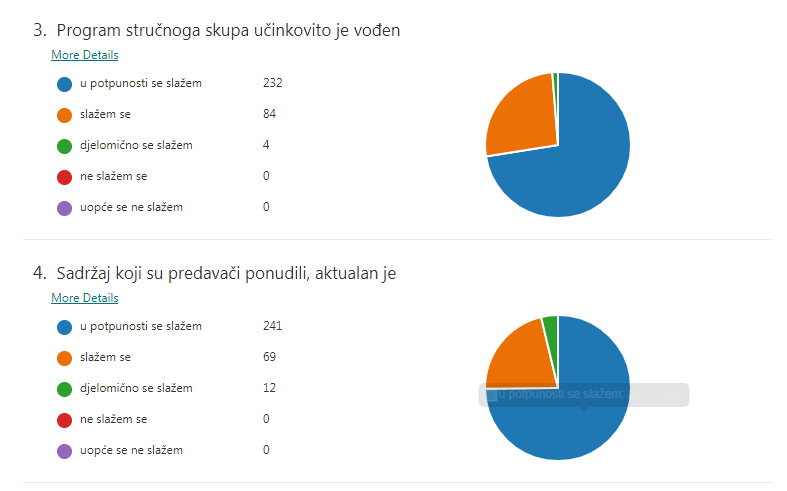 3. Program stručnoga skupa učinkovito je vođen
More Details
u potpunosti se slažem 232
slažem se 84
djelomično se slažem 4
ne slažem se 0
uopće se ne slažem 0
4. Sadržaj koji su predavači ponudili, aktualan je
More Details
u potpunosti se slažem 241
slažem se 69
djelomično se slažem 12
ne slažem se 0
uopće se ne slažem 0
u potpunosti se slažem: